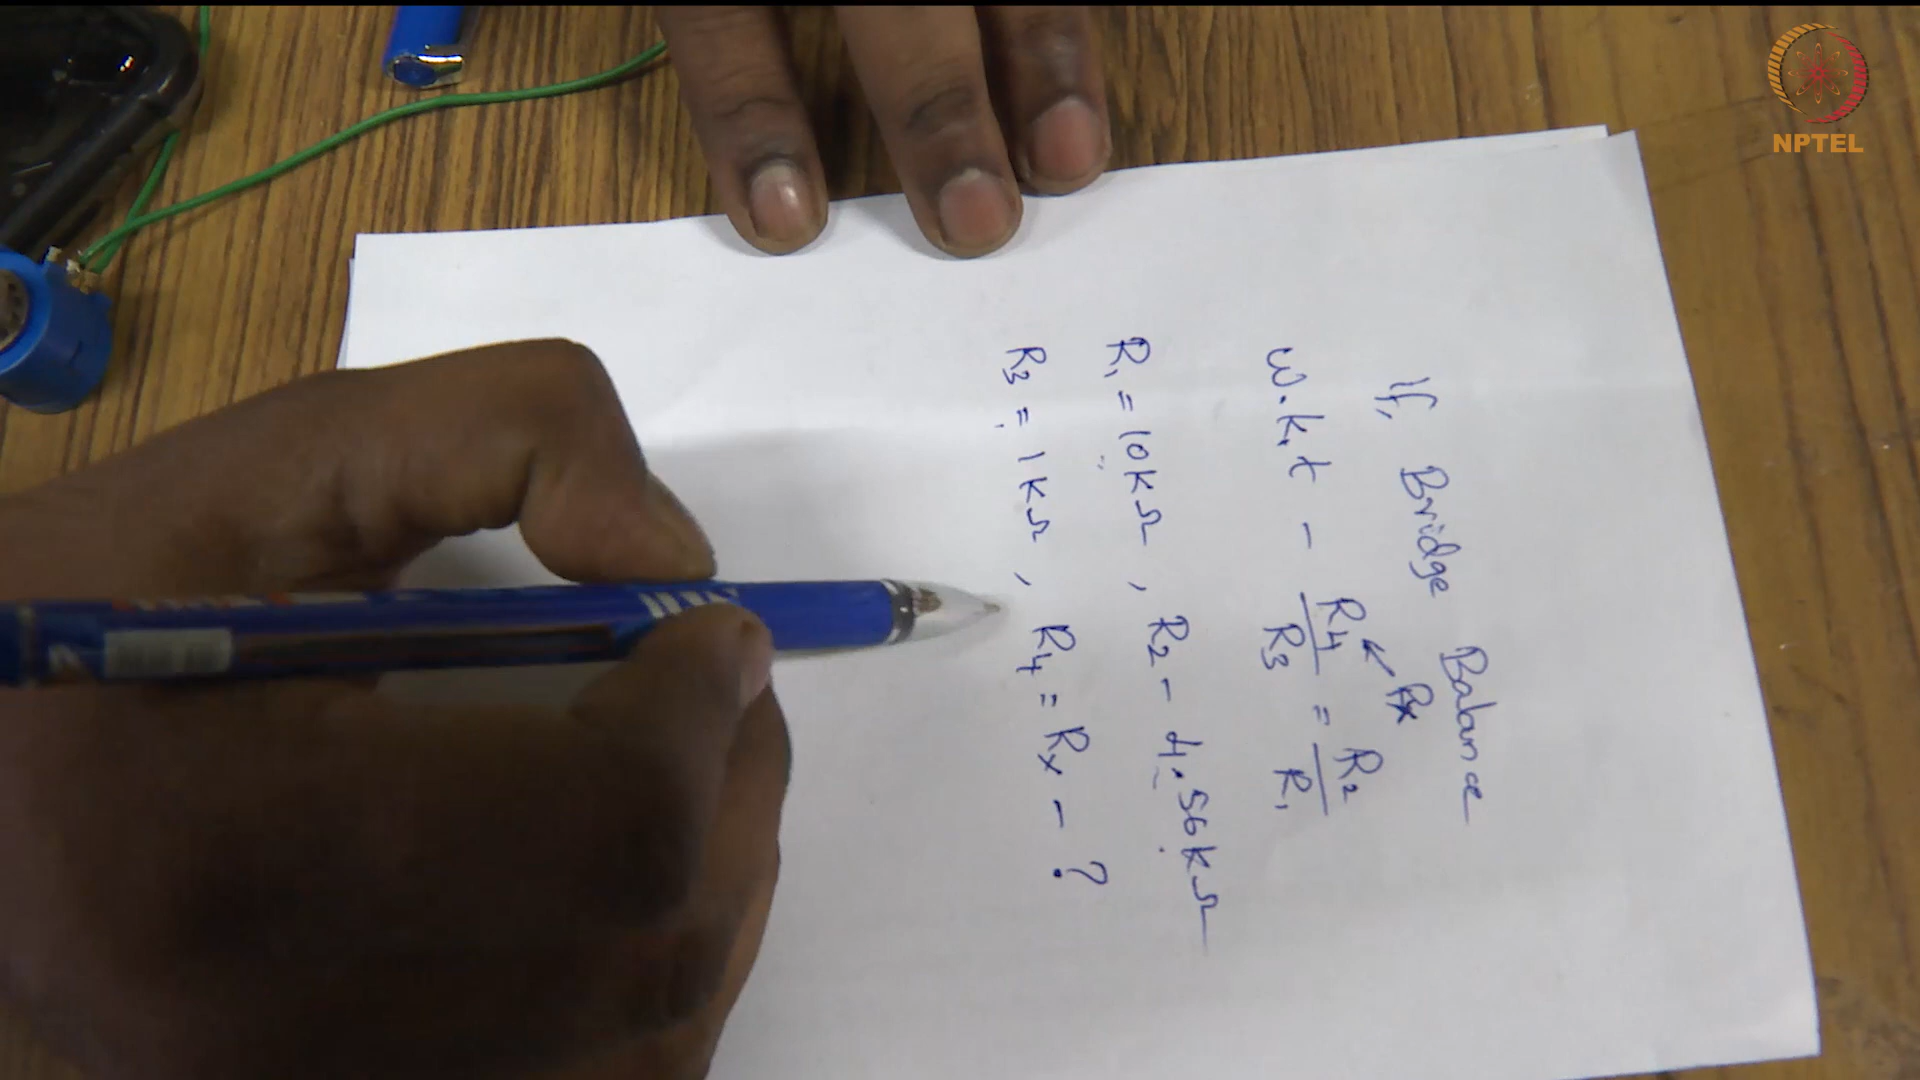 NPTEL
If, Bridge Balance
w.k.t - R4/R3 = R2/R1
Rx
R1 = 10kΩ, R2 - 4.56kΩ
R3 = 1kΩ, R4 = Rx - ?